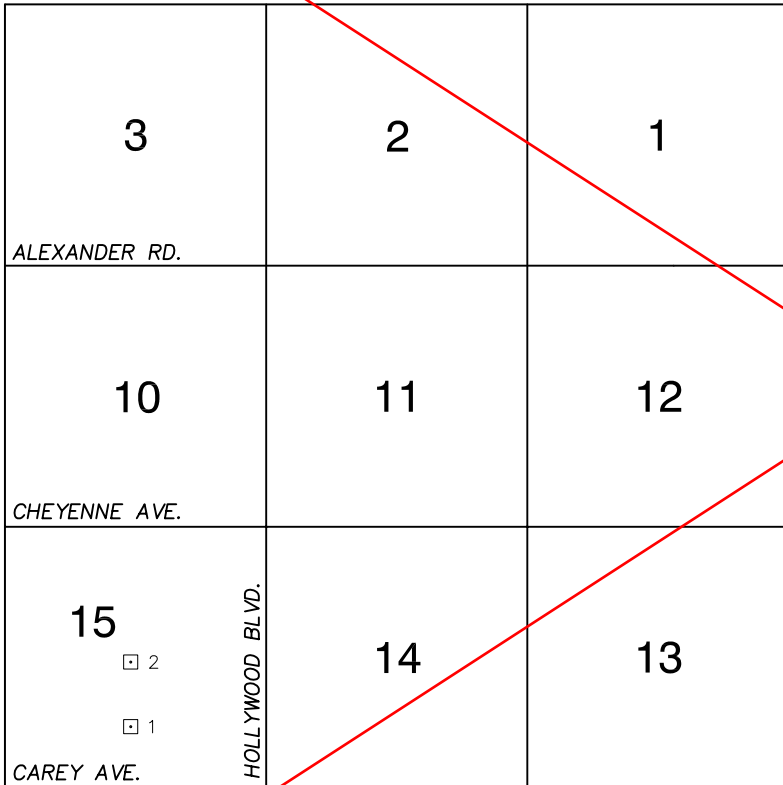 3
2
1
ALEXANDER RD.
10
11
12
CHEYENNE AVE.
15
2
1
HOLLYWOOD BLVD.
14
13
CAREY AVE.